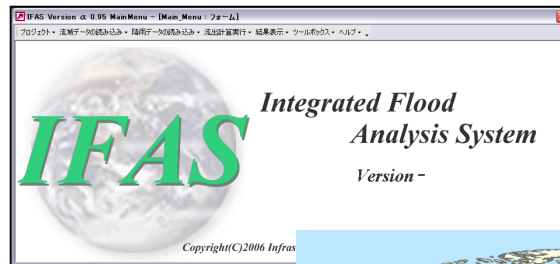 IFAS Version α 0.95 MainMenu - [Main_Menu : フォーム]
プロジェクト 流域データの読み込み 降雨データの読み込み 流出計算実行 結果表示 ツールボックス ヘルプ
Integrated Flood
Analysis System
IFAS
Version -
Copyright(C)2006 Infras